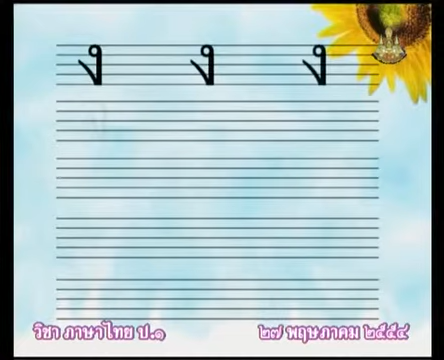 ง ง ง
วิชา ภาษาไทย ป.๑
๒๗ พฤษภาคม ๒๕๕๔